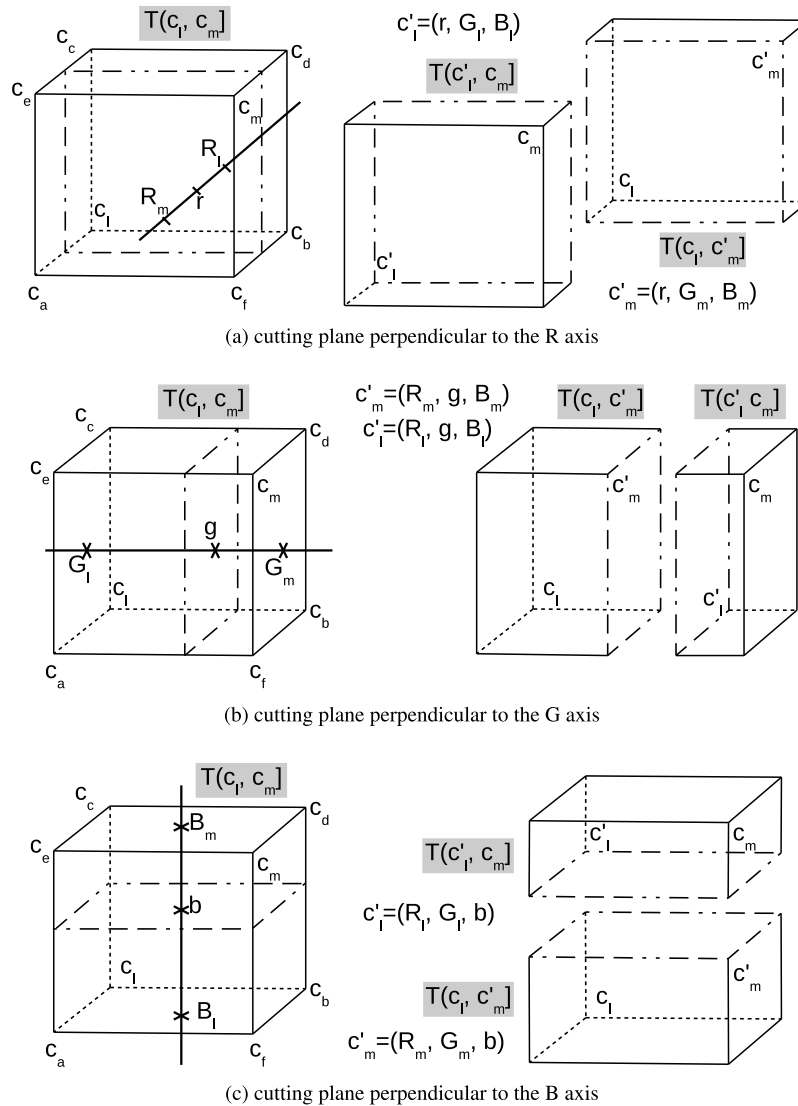 T(c_l, c_m]
c'_l=(r, G_l, B_l)
c_c
c_d
T(c'_l, c_m]
c'_m
c_e
c_m
c_m
R_l
R_m
r
c_l
c_l
c_b
T(c_l, c'_m]
c'_l
c'_m=(r, G_m, B_m)
c_a
c_f
(a) cutting plane perpendicular to the R axis
T(c_l, c_m]
c'_m=(R_m, g, B_m)
T(c_l, c'_m]
T(c'_l, c_m]
c_c
c'_l=(R_l, g, B_l)
c_d
c_e
c_m
c'_m
c_m
g
G_l
G_m
c_l
c_l
c'_l
c_b
c_a
c_f
(b) cutting plane perpendicular to the G axis
T(c_l, c_m]
c_c
B_m
c_d
c'_l
c_m
c_e
c_m
T(c'_l, c_m]
b
c'_l=(R_l, G_l, b)
c_l
c'_m
c_b
T(c_l, c'_m]
c_l
B_l
c'_m=(R_m, G_m, b)
c_a
c_f
(c) cutting plane perpendicular to the B axis